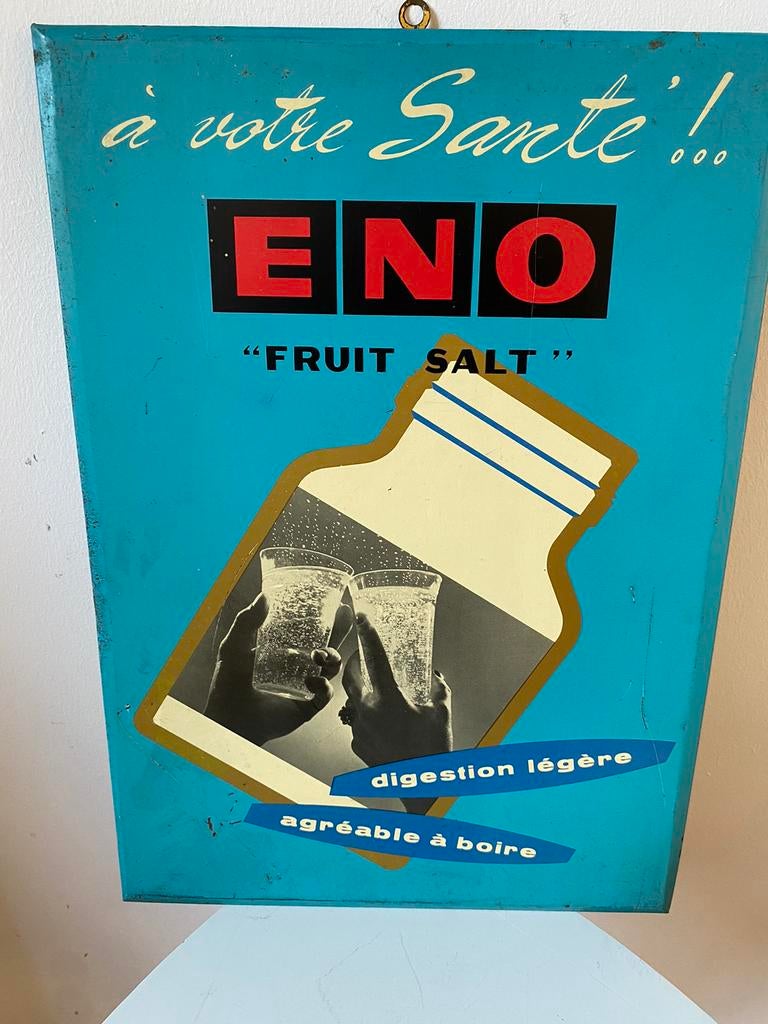 à votre Santé !...
ENO
“FRUIT SALT”
digestion légère
agréable à boire